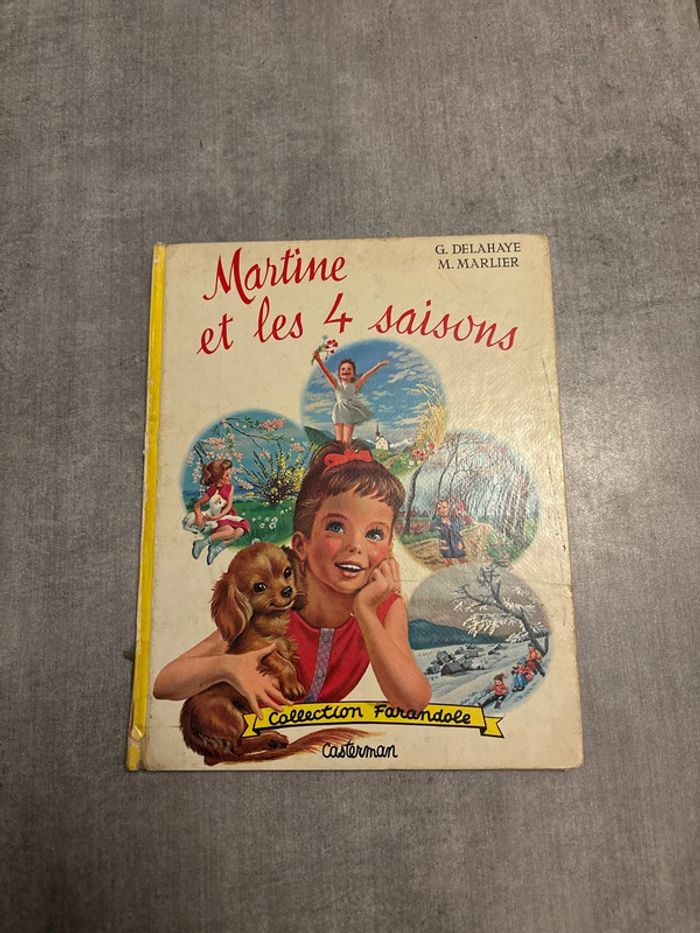 Martine
et les 4 saisons
G. DELAHAYE
M. MARLIER
Collection Farandole
Casterman